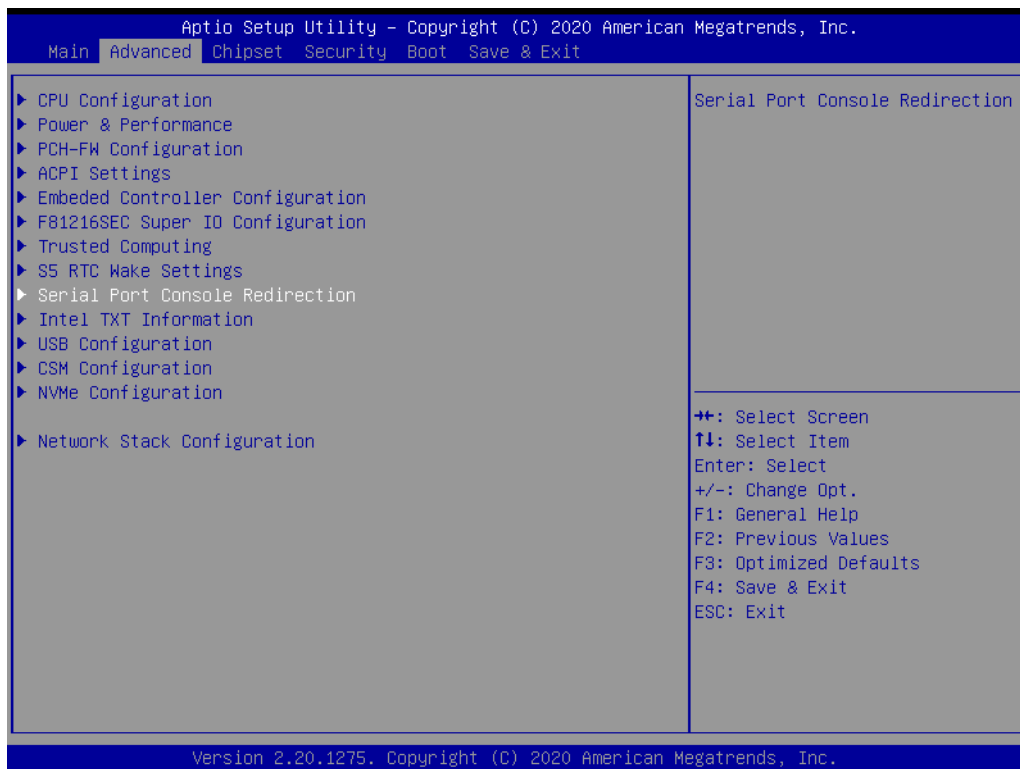 Aptio Setup Utility – Copyright (C) 2020 American Megatrends, Inc.
Main Advanced Chipset Security Boot Save & Exit
▶ CPU Configuration
▶ Power & Performance
▶ PCH-FW Configuration
▶ ACPI Settings
▶ Embeded Controller Configuration
▶ F81216SEC Super IO Configuration
▶ Trusted Computing
▶ S5 RTC Wake Settings
▶ Serial Port Console Redirection
▶ Intel TXT Information
▶ USB Configuration
▶ CSM Configuration
▶ NVMe Configuration
▶ Network Stack Configuration
Serial Port Console Redirection
→←: Select Screen
↑↓: Select Item
Enter: Select
+/-: Change Opt.
F1: General Help
F2: Previous Values
F3: Optimized Defaults
F4: Save & Exit
ESC: Exit
Version 2.20.1275. Copyright (C) 2020 American Megatrends, Inc.